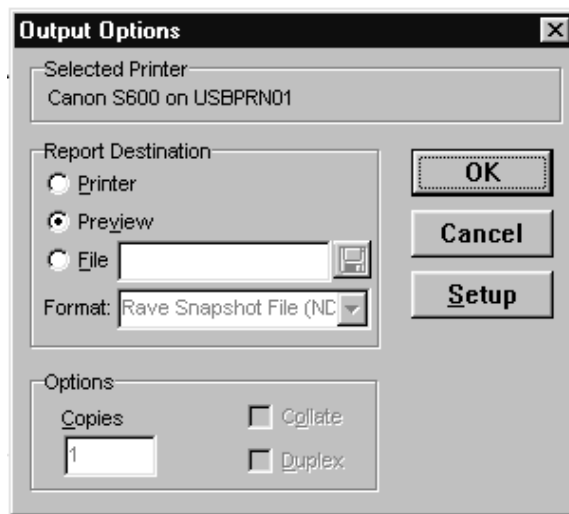 Output Options
Selected Printer
Canon S600 on USBPRN01
Report Destination
Printer
Preview
File
Format: Rave Snapshot File (ND
OK
Cancel
Setup
Options
Copies
1
Collate
Duplex